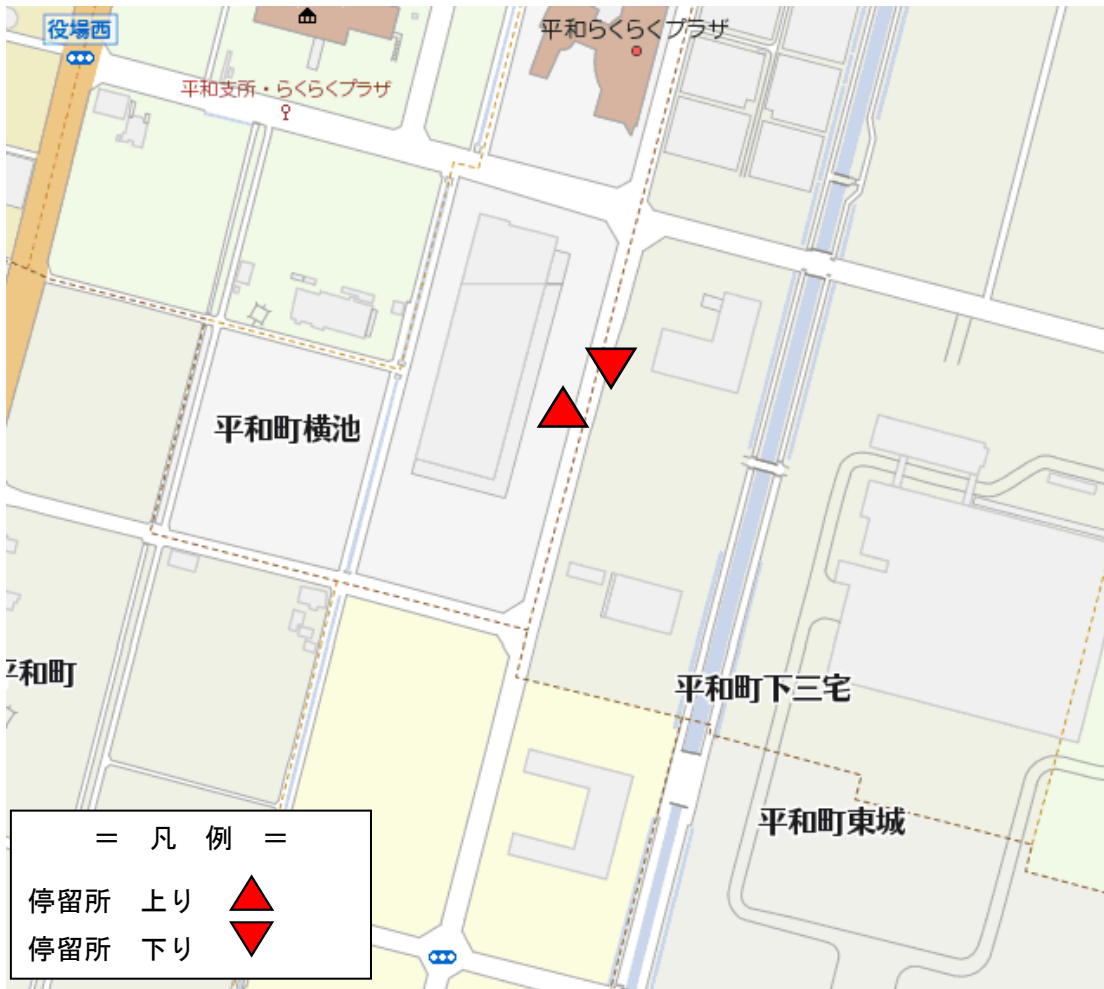 役場西
平和らくらくプラザ
平和支所・らくらくプラザ
平和町横池
平和町
平和町下三宅
平和町東城
＝ 凡 例 ＝
停留所 上り
停留所 下り